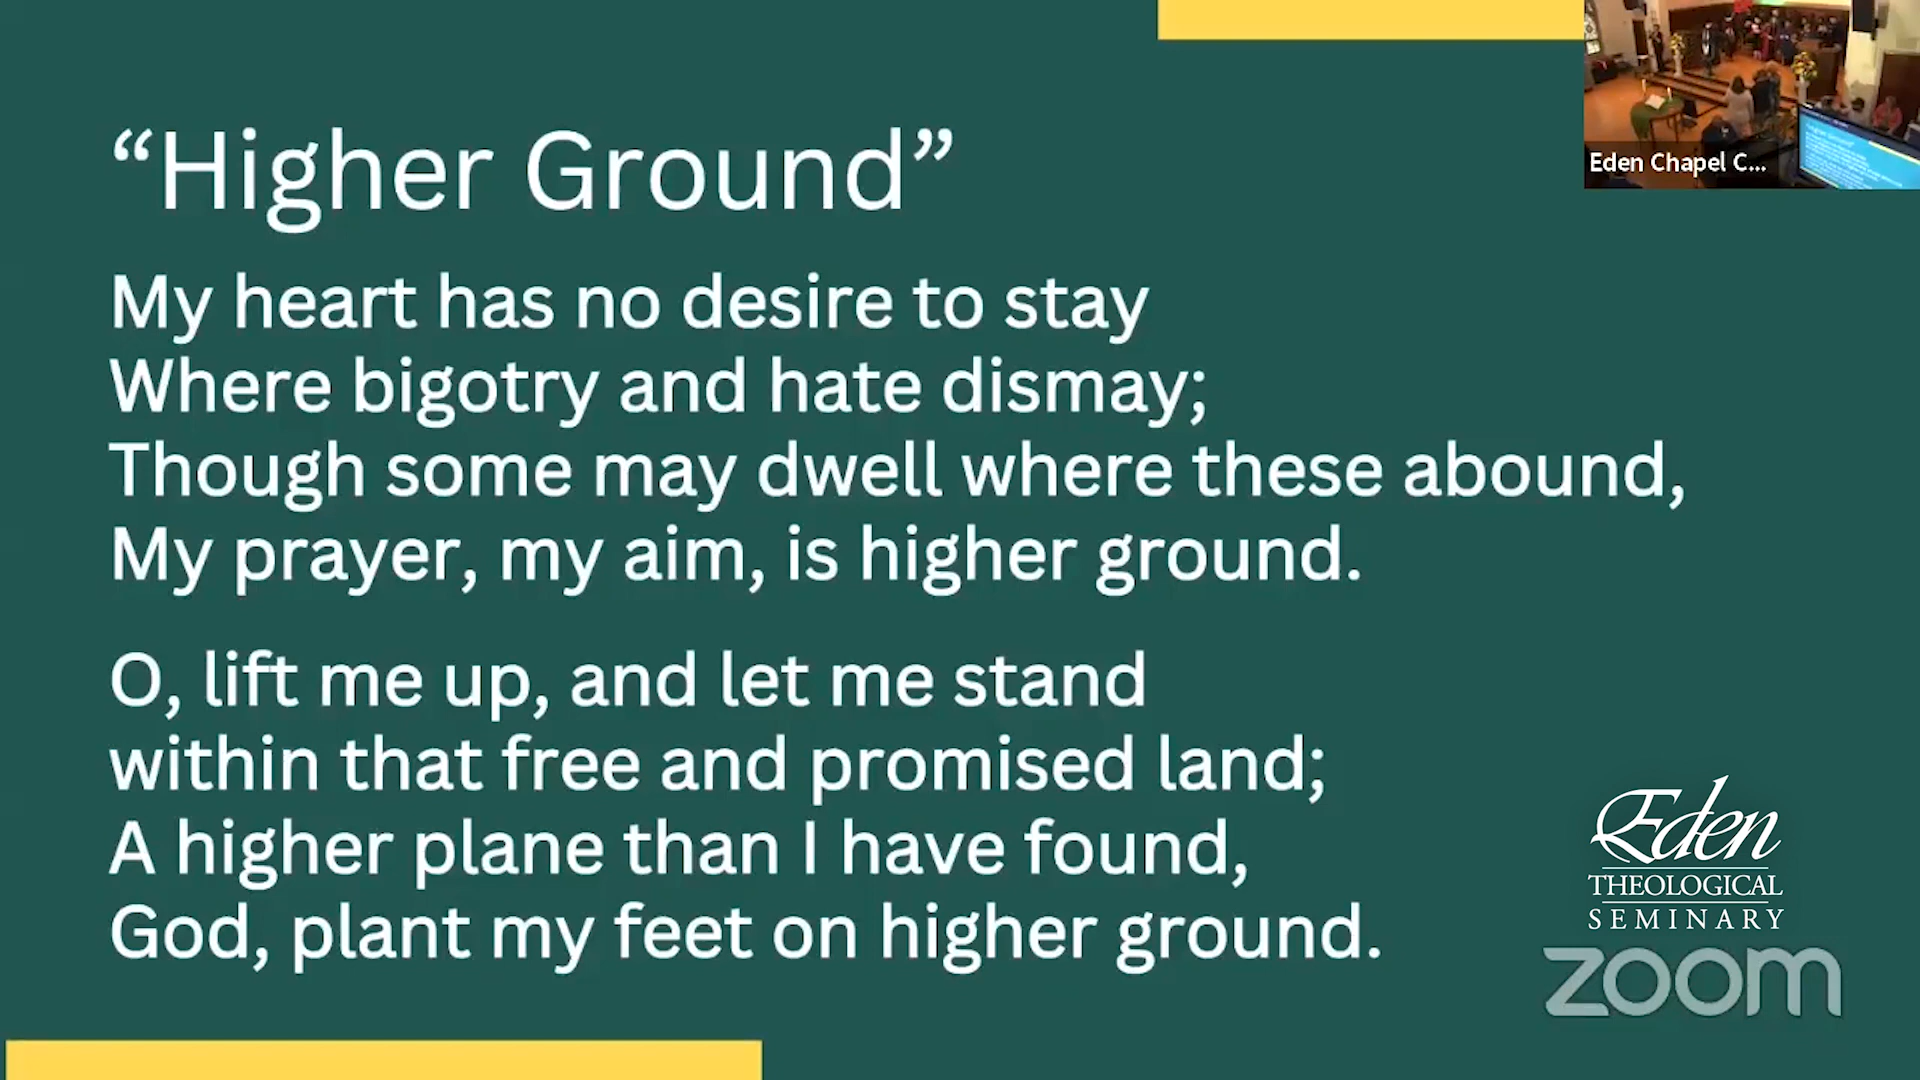 “Higher Ground”
My heart has no desire to stay
Where bigotry and hate dismay;
Though some may dwell where these abound,
My prayer, my aim, is higher ground.
O, lift me up, and let me stand
within that free and promised land;
A higher plane than I have found,
God, plant my feet on higher ground.
Eden Chapel C...
Eden
THEOLOGICAL
SEMINARY
zoom